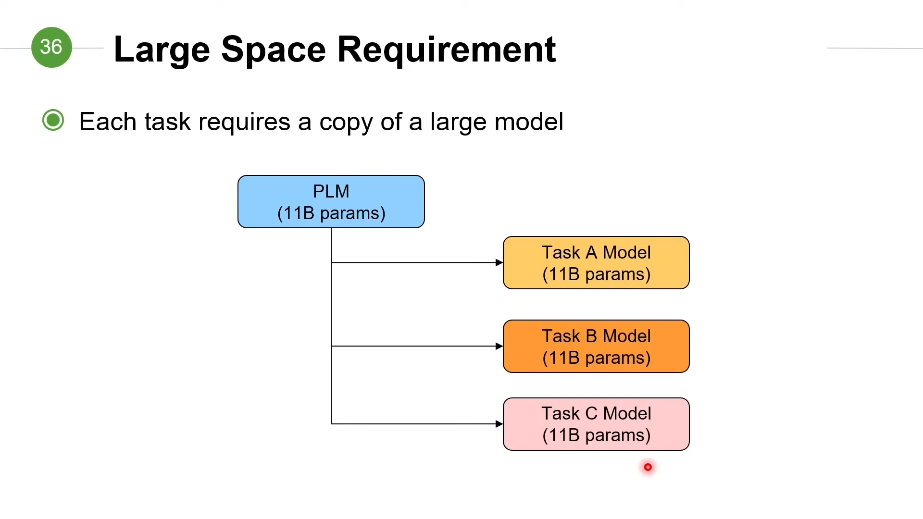 36
Large Space Requirement
Each task requires a copy of a large model
PLM
(11B params)
Task A Model
(11B params)
Task B Model
(11B params)
Task C Model
(11B params)